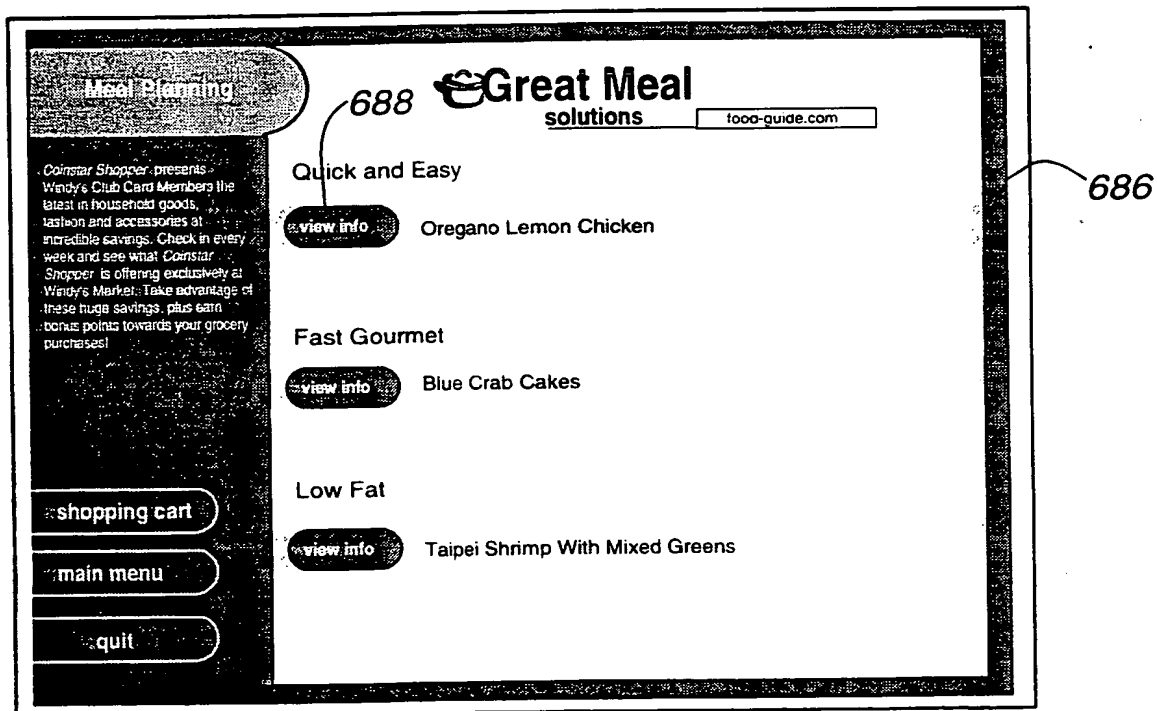 Meal Planning
Coinstar Shopper presents
Windy's Club Card Members the
latest in household goods,
fashion and accessories at
incredible savings. Check in every
week and see what Coinstar
Shopper is offering exclusively at
Windy's Market. Take advantage of
these huge savings, plus earn
bonus points towards your grocery
purchases!
shopping cart
main menu
quit
688
Great Meal
solutions
food-guide.com
Quick and Easy
view info
Oregano Lemon Chicken
Fast Gourmet
view info
Blue Crab Cakes
Low Fat
view info
Taipei Shrimp With Mixed Greens
686